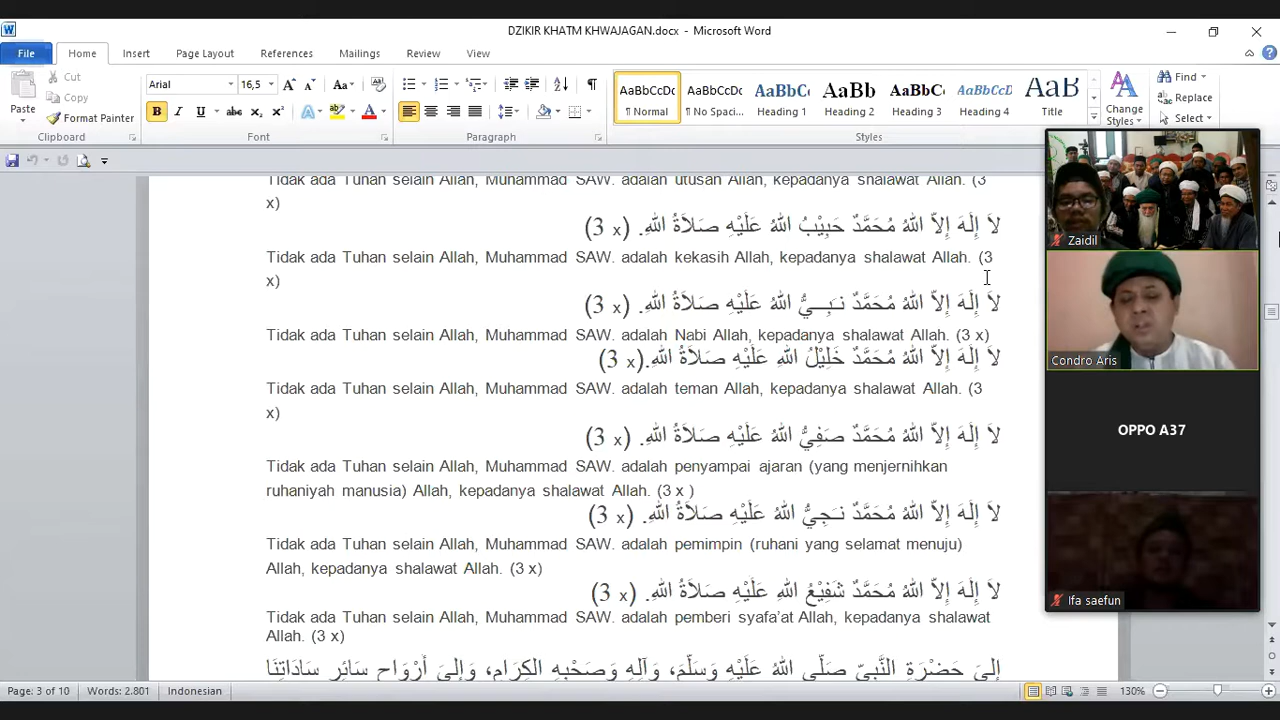 DZIKIR KHATM KHWAJAGAN.docx - Microsoft Word
File Home Insert Page Layout References Mailings Review View
Paste
Cut
Copy
Format Painter
Clipboard
Arial 16,5
Font
Paragraph
AaBbCcDc AaBbCcDc AaBbCc AaBb AaBbCc AaBbCcD AaB
¶ Normal ¶ No Spaci... Heading 1 Heading 2 Heading 3 Heading 4 Title
Change Styles
Styles
Find
Replace
Select
Tidak ada Tuhan selain Allah, Muhammad SAW. adalah utusan Allah, kepadanya shalawat Allah. (3
x)
لاَ إِلَهَ إِلاَّ اللهُ مُحَمَّدٌ حَبِيْبُ اللهُ عَلَيْهِ صَلاَةُ اللهِ. (3 x)
Tidak ada Tuhan selain Allah, Muhammad SAW. adalah kekasih Allah, kepadanya shalawat Allah. (3
x)
لاَ إِلَهَ إِلاَّ اللهُ مُحَمَّدٌ نَـبِـــيُّ اللهُ عَلَيْهِ صَلاَةُ اللهِ. (3 x)
Tidak ada Tuhan selain Allah, Muhammad SAW. adalah Nabi Allah, kepadanya shalawat Allah. (3 x)
لاَ إِلَهَ إِلاَّ اللهُ مُحَمَّدٌ خَلِيْلُ اللهِ عَلَيْهِ صَلاَةُ اللهِ.(3 x)
Tidak ada Tuhan selain Allah, Muhammad SAW. adalah teman Allah, kepadanya shalawat Allah. (3
x)
لاَ إِلَهَ إِلاَّ اللهُ مُحَمَّدٌ صَفِيُّ اللهُ عَلَيْهِ صَلاَةُ اللهِ. (3 x)
Tidak ada Tuhan selain Allah, Muhammad SAW. adalah penyampai ajaran (yang menjernihkan
ruhaniyah manusia) Allah, kepadanya shalawat Allah. (3 x )
لاَ إِلَهَ إِلاَّ اللهُ مُحَمَّدٌ نَـجِيُّ اللهُ عَلَيْهِ صَلاَةُ اللهِ. (3 x)
Tidak ada Tuhan selain Allah, Muhammad SAW. adalah pemimpin (ruhani yang selamat menuju)
Allah, kepadanya shalawat Allah. (3 x)
لاَ إِلَهَ إِلاَّ اللهُ مُحَمَّدٌ شَفِيْعُ اللهِ عَلَيْهِ صَلاَةُ اللهِ. (3 x)
Tidak ada Tuhan selain Allah, Muhammad SAW. adalah pemberi syafa'at Allah, kepadanya shalawat
Allah. (3 x)
إِلىَ حَضْرَةِ النَّبِيِّ صَلَّى اللهُ عَلَيْهِ وَسَلَّمَ، وَآلِهِ وَصَحْبِهِ الكِرَامِ، وَإِلىَ أَرْوَاحِ سَائِرِ سَادَاتِنَا
Zaidil
Condro Aris
OPPO A37
Ifa saefun
Page: 3 of 10 Words: 2.801 Indonesian 130%